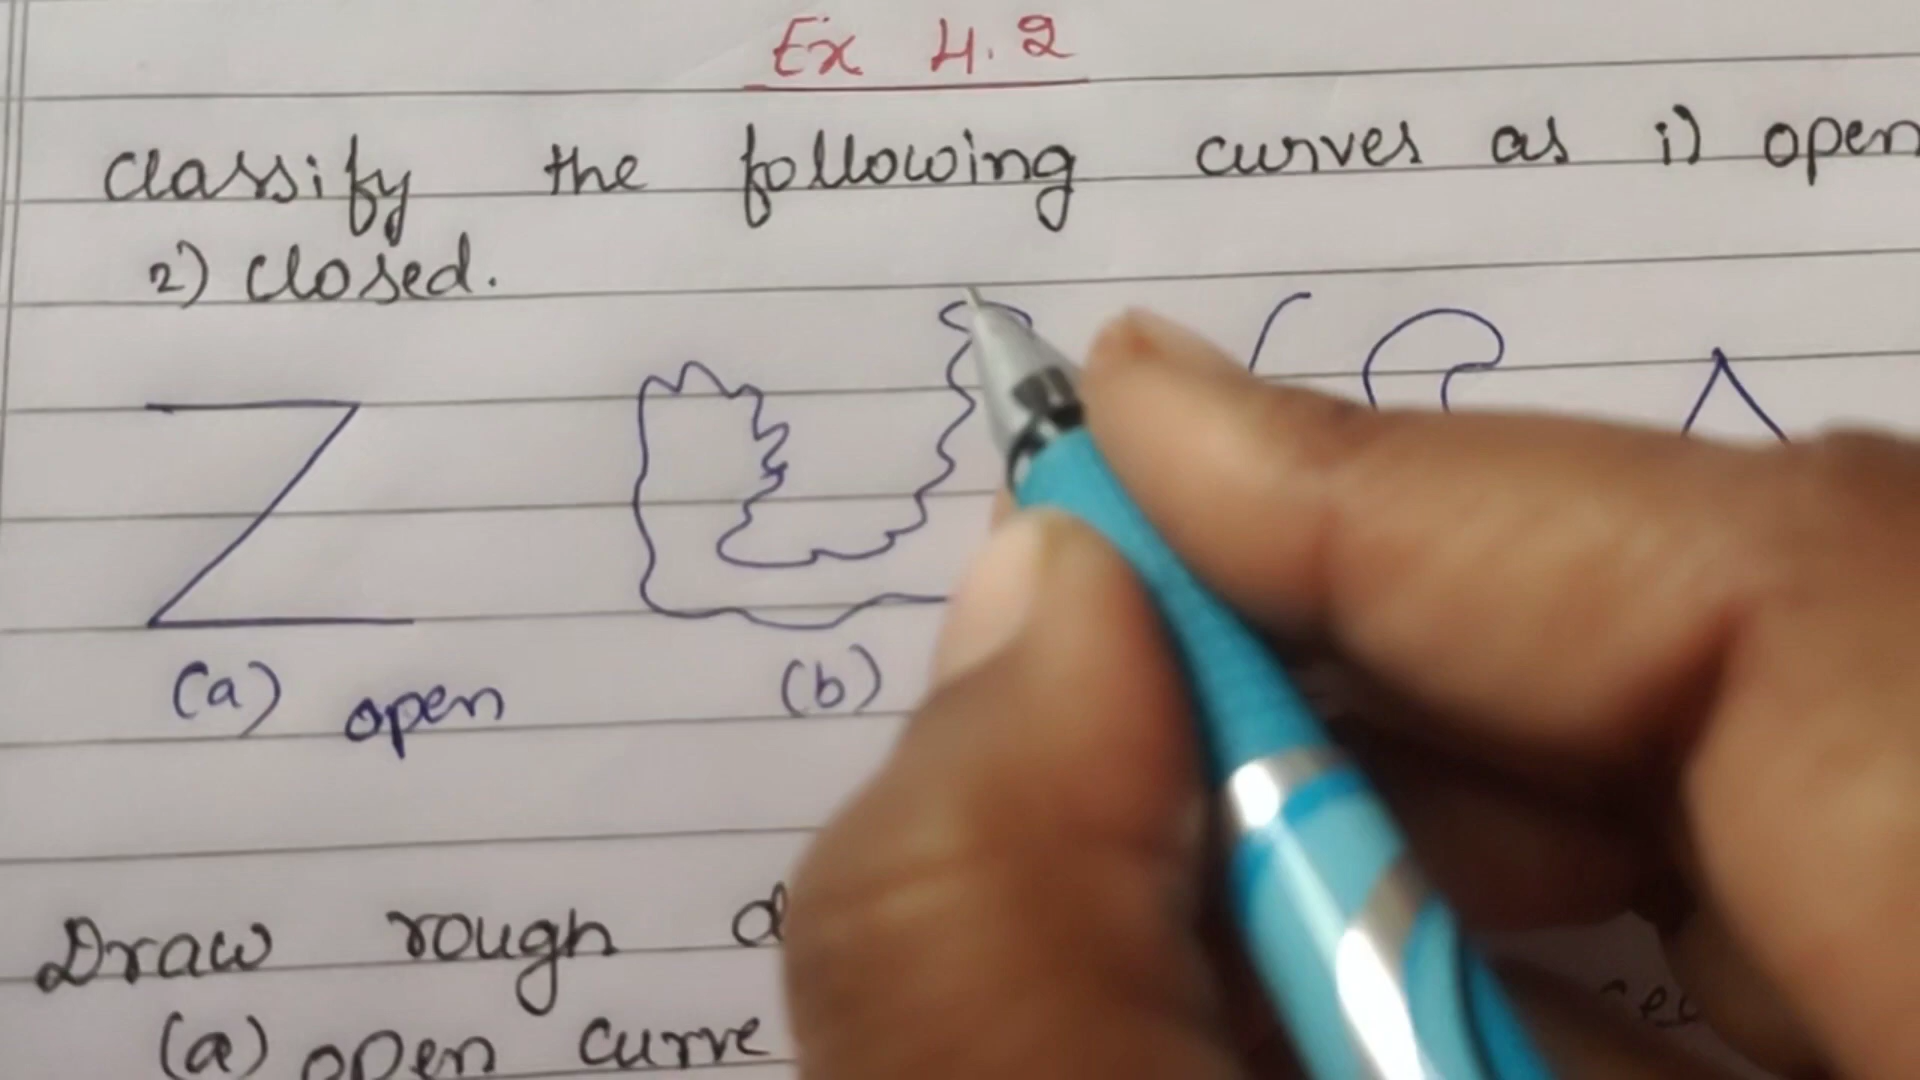 Ex 4.2
Classify the following curves as i) open
2) closed.
(a) open (b)
Draw rough
(a) open curve